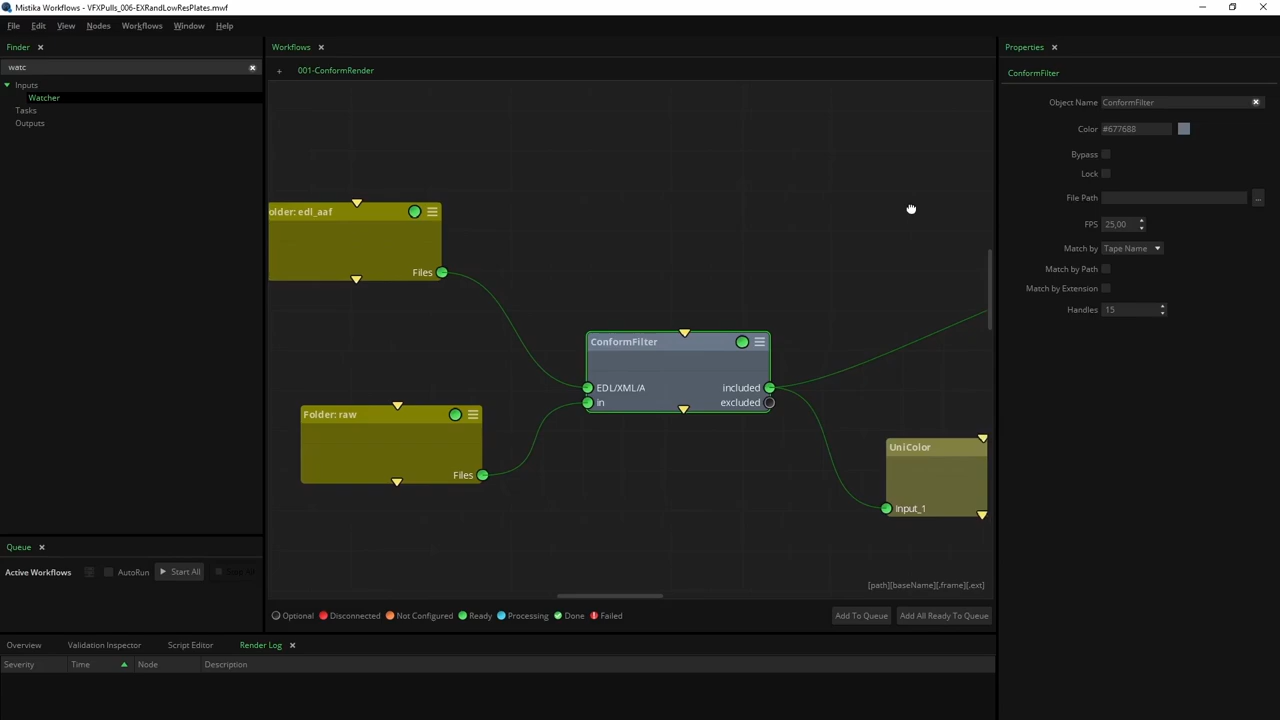 Mistika Workflows - VFXPulls_006-EXRandLowResPlates.mwf
File Edit View Nodes Workflows Window Help
Finder
watc
Inputs
Watcher
Tasks
Outputs
Queue
Active Workflows AutoRun Start All
Workflows
+ 001-ConformRender
older: edl_aaf
Files
Folder: raw
Files
ConformFilter
EDL/XML/A included
in excluded
UniColor
Input_1
[path][baseName][.frame][.ext]
Optional Disconnected Not Configured Ready Processing Done Failed
Add To Queue Add All Ready To Queue
Overview Validation Inspector Script Editor Render Log
Severity Time Node Description
Properties
ConformFilter
Object Name ConformFilter
Color #677688
Bypass
Lock
File Path ...
FPS 25,00
Match by Tape Name
Match by Path
Match by Extension
Handles 15